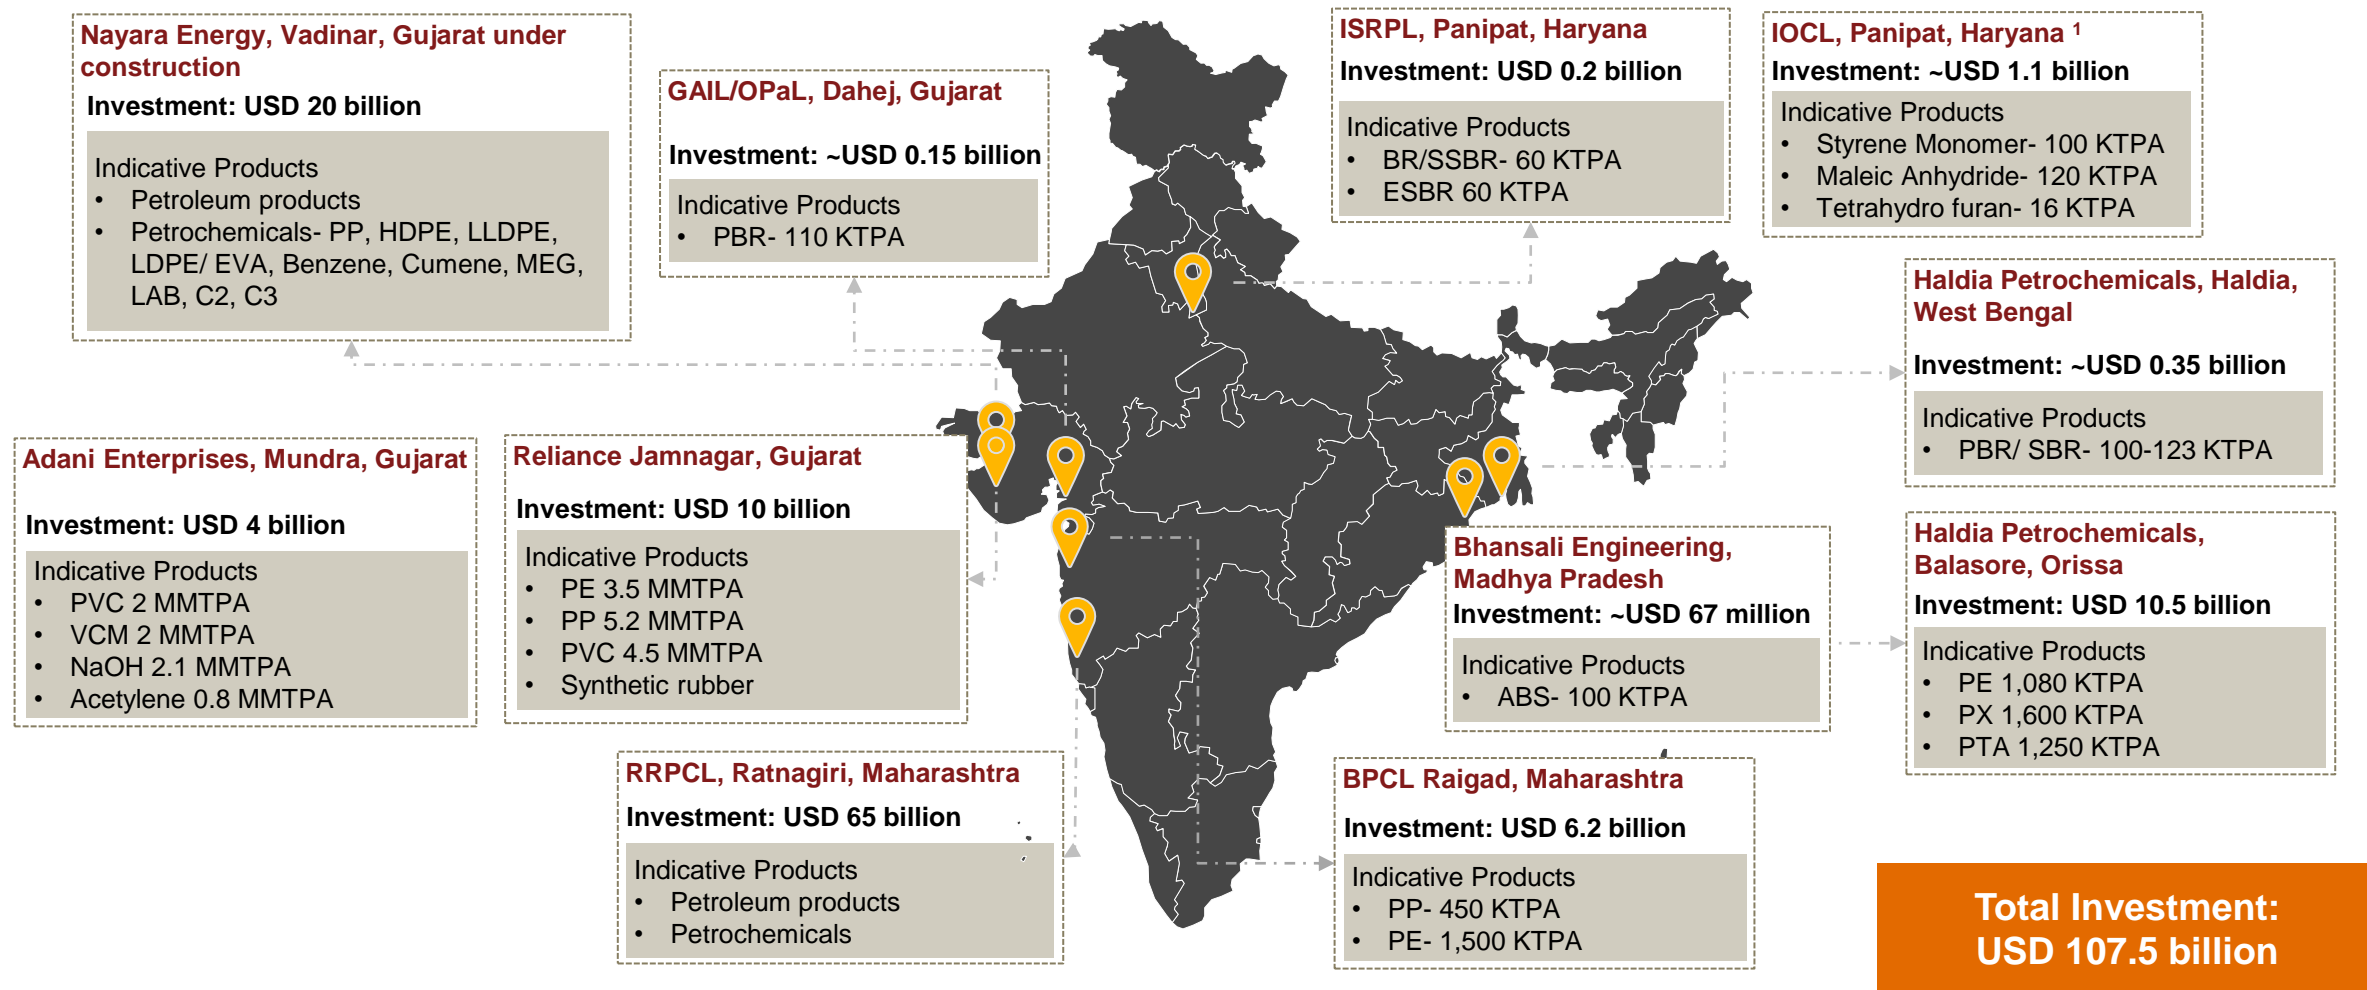 Nayara Energy, Vadinar, Gujarat under
construction
Investment: USD 20 billion
Indicative Products
• Petroleum products
• Petrochemicals- PP, HDPE, LLDPE,
LDPE/ EVA, Benzene, Cumene, MEG,
LAB, C2, C3
GAIL/OPaL, Dahej, Gujarat
Investment: ~USD 0.15 billion
Indicative Products
• PBR- 110 KTPA
ISRPL, Panipat, Haryana
Investment: USD 0.2 billion
Indicative Products
• BR/SSBR- 60 KTPA
• ESBR 60 KTPA
IOCL, Panipat, Haryana ¹
Investment: ~USD 1.1 billion
Indicative Products
• Styrene Monomer- 100 KTPA
• Maleic Anhydride- 120 KTPA
• Tetrahydro furan- 16 KTPA
Haldia Petrochemicals, Haldia,
West Bengal
Investment: ~USD 0.35 billion
Indicative Products
• PBR/ SBR- 100-123 KTPA
Adani Enterprises, Mundra, Gujarat
Investment: USD 4 billion
Indicative Products
• PVC 2 MMTPA
• VCM 2 MMTPA
• NaOH 2.1 MMTPA
• Acetylene 0.8 MMTPA
Reliance Jamnagar, Gujarat
Investment: USD 10 billion
Indicative Products
• PE 3.5 MMTPA
• PP 5.2 MMTPA
• PVC 4.5 MMTPA
• Synthetic rubber
Bhansali Engineering,
Madhya Pradesh
Investment: ~USD 67 million
Indicative Products
• ABS- 100 KTPA
Haldia Petrochemicals,
Balasore, Orissa
Investment: USD 10.5 billion
Indicative Products
• PE 1,080 KTPA
• PX 1,600 KTPA
• PTA 1,250 KTPA
RRPCL, Ratnagiri, Maharashtra
Investment: USD 65 billion
Indicative Products
• Petroleum products
• Petrochemicals
BPCL Raigad, Maharashtra
Investment: USD 6.2 billion
Indicative Products
• PP- 450 KTPA
• PE- 1,500 KTPA
Total Investment:
USD 107.5 billion